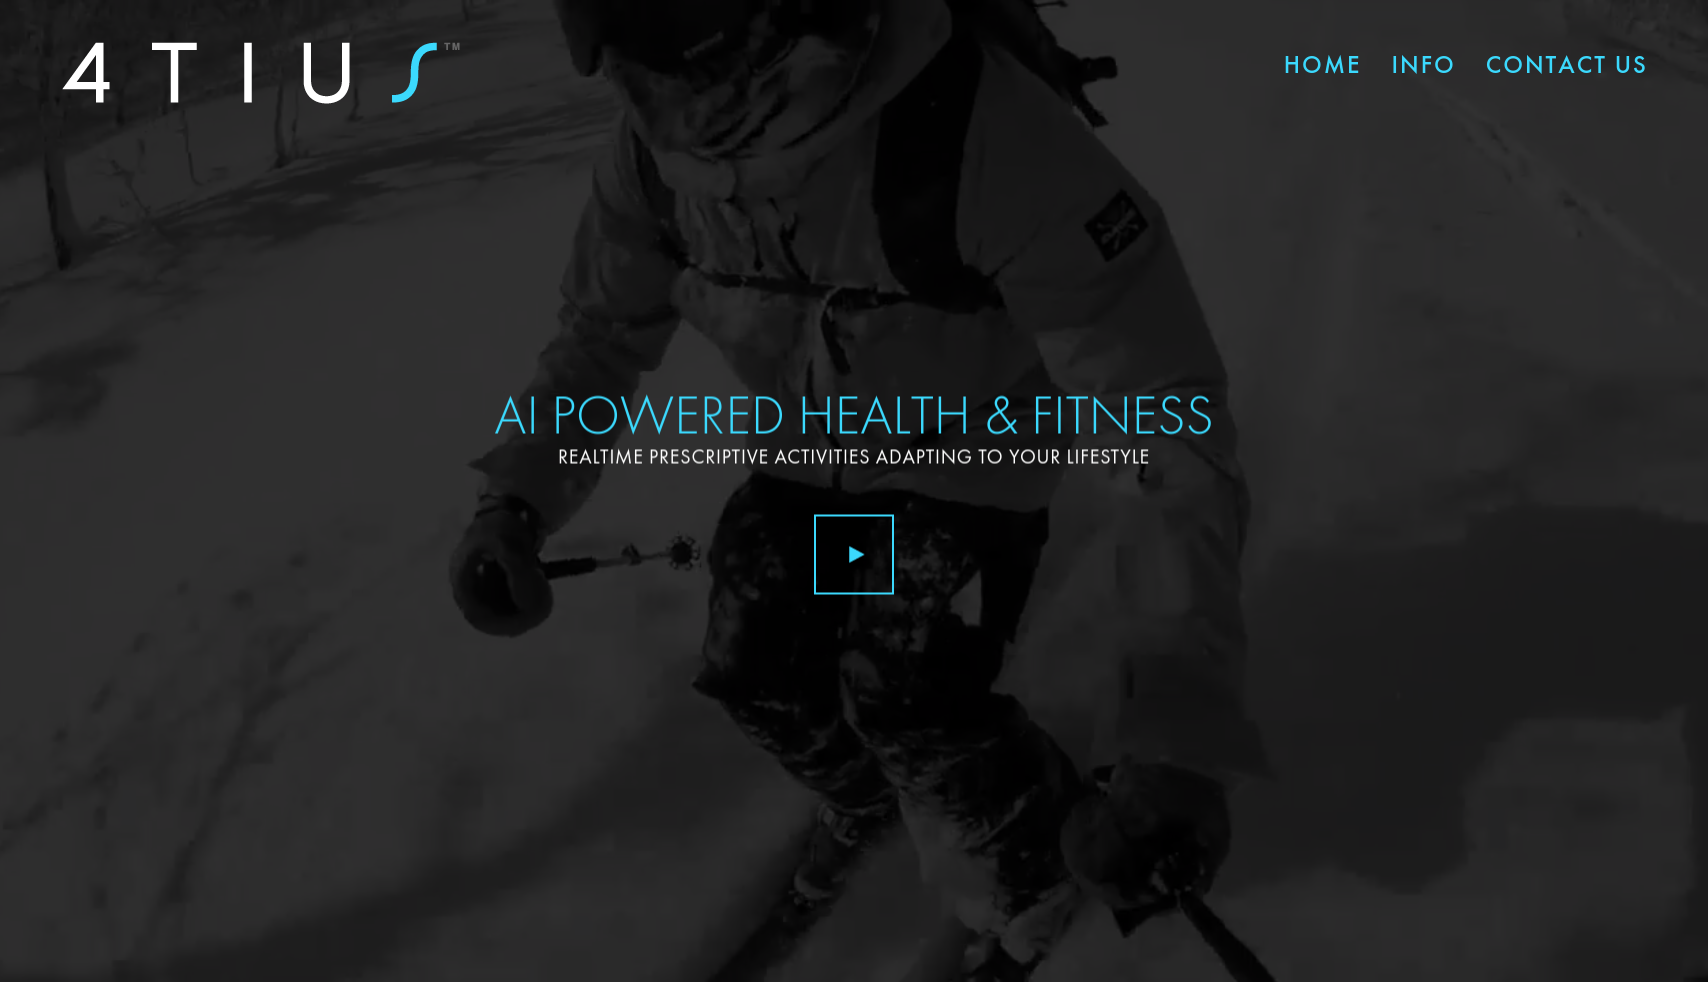 4TIUS™
HOME INFO CONTACT US
AI POWERED HEALTH & FITNESS
REALTIME PRESCRIPTIVE ACTIVITIES ADAPTING TO YOUR LIFESTYLE